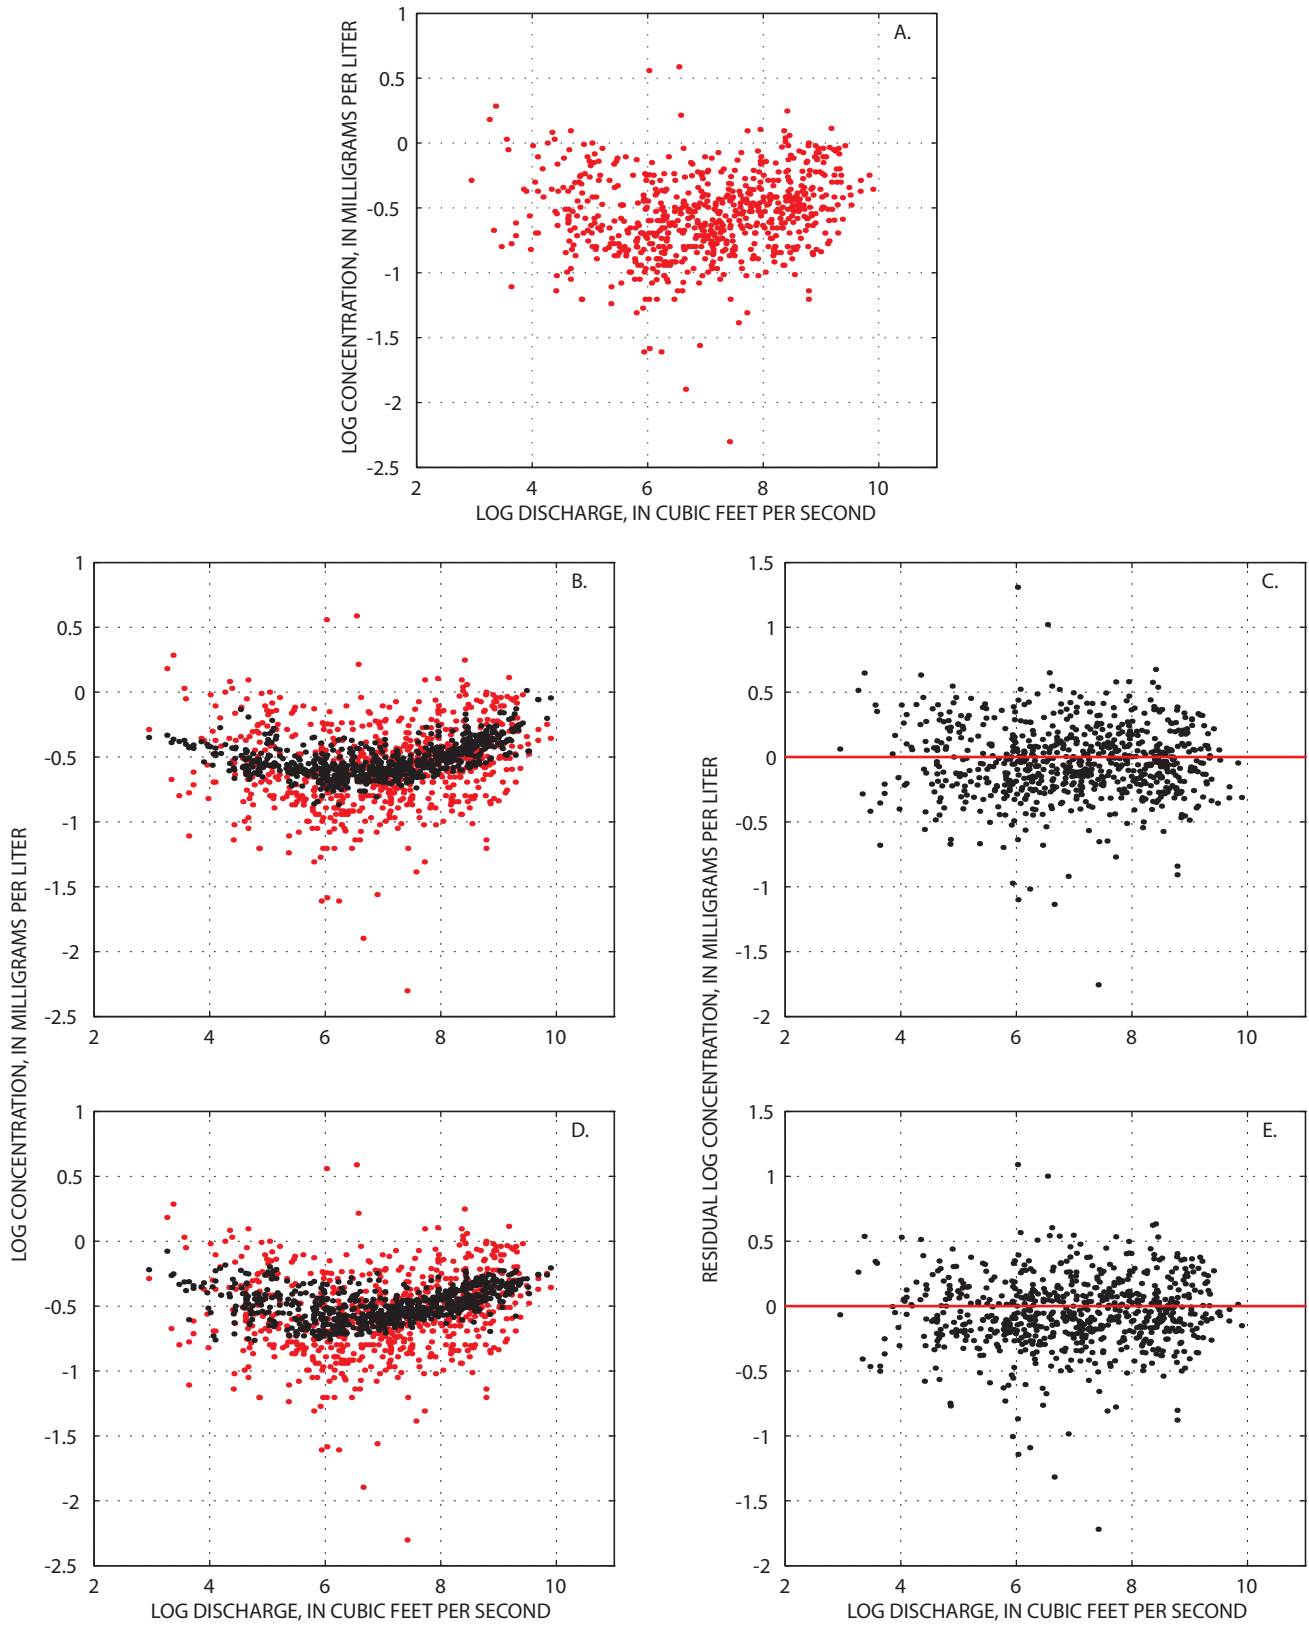 A.
LOG CONCENTRATION, IN MILLIGRAMS PER LITER
1
0.5
0
-0.5
-1
-1.5
-2
-2.5
2 4 6 8 10
LOG DISCHARGE, IN CUBIC FEET PER SECOND
LOG CONCENTRATION, IN MILLIGRAMS PER LITER
B.
1
0.5
0
-0.5
-1
-1.5
-2
-2.5
2 4 6 8 10
RESIDUAL LOG CONCENTRATION, IN MILLIGRAMS PER LITER
C.
1.5
1
0.5
0
-0.5
-1
-1.5
-2
2 4 6 8 10
D.
1
0.5
0
-0.5
-1
-1.5
-2
-2.5
2 4 6 8 10
LOG DISCHARGE, IN CUBIC FEET PER SECOND
E.
1.5
1
0.5
0
-0.5
-1
-1.5
-2
2 4 6 8 10
LOG DISCHARGE, IN CUBIC FEET PER SECOND